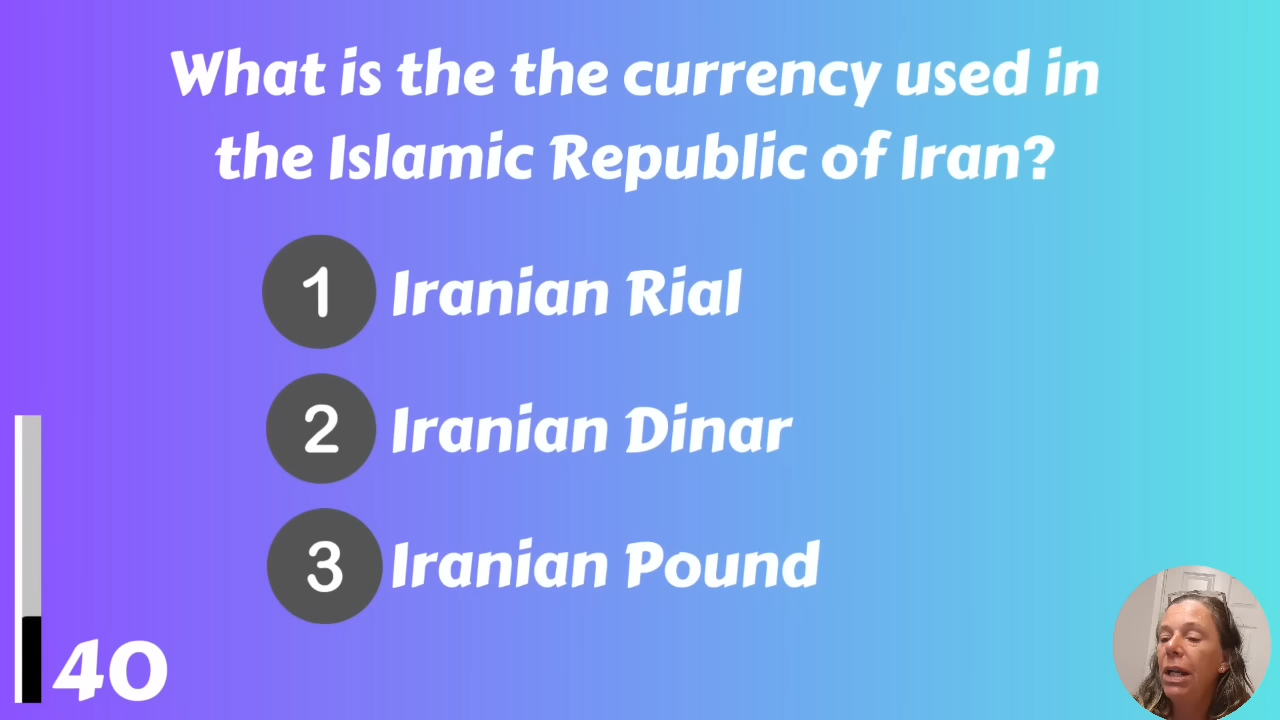 What is the the currency used in
the Islamic Republic of Iran?
1 Iranian Rial
2 Iranian Dinar
3 Iranian Pound
40